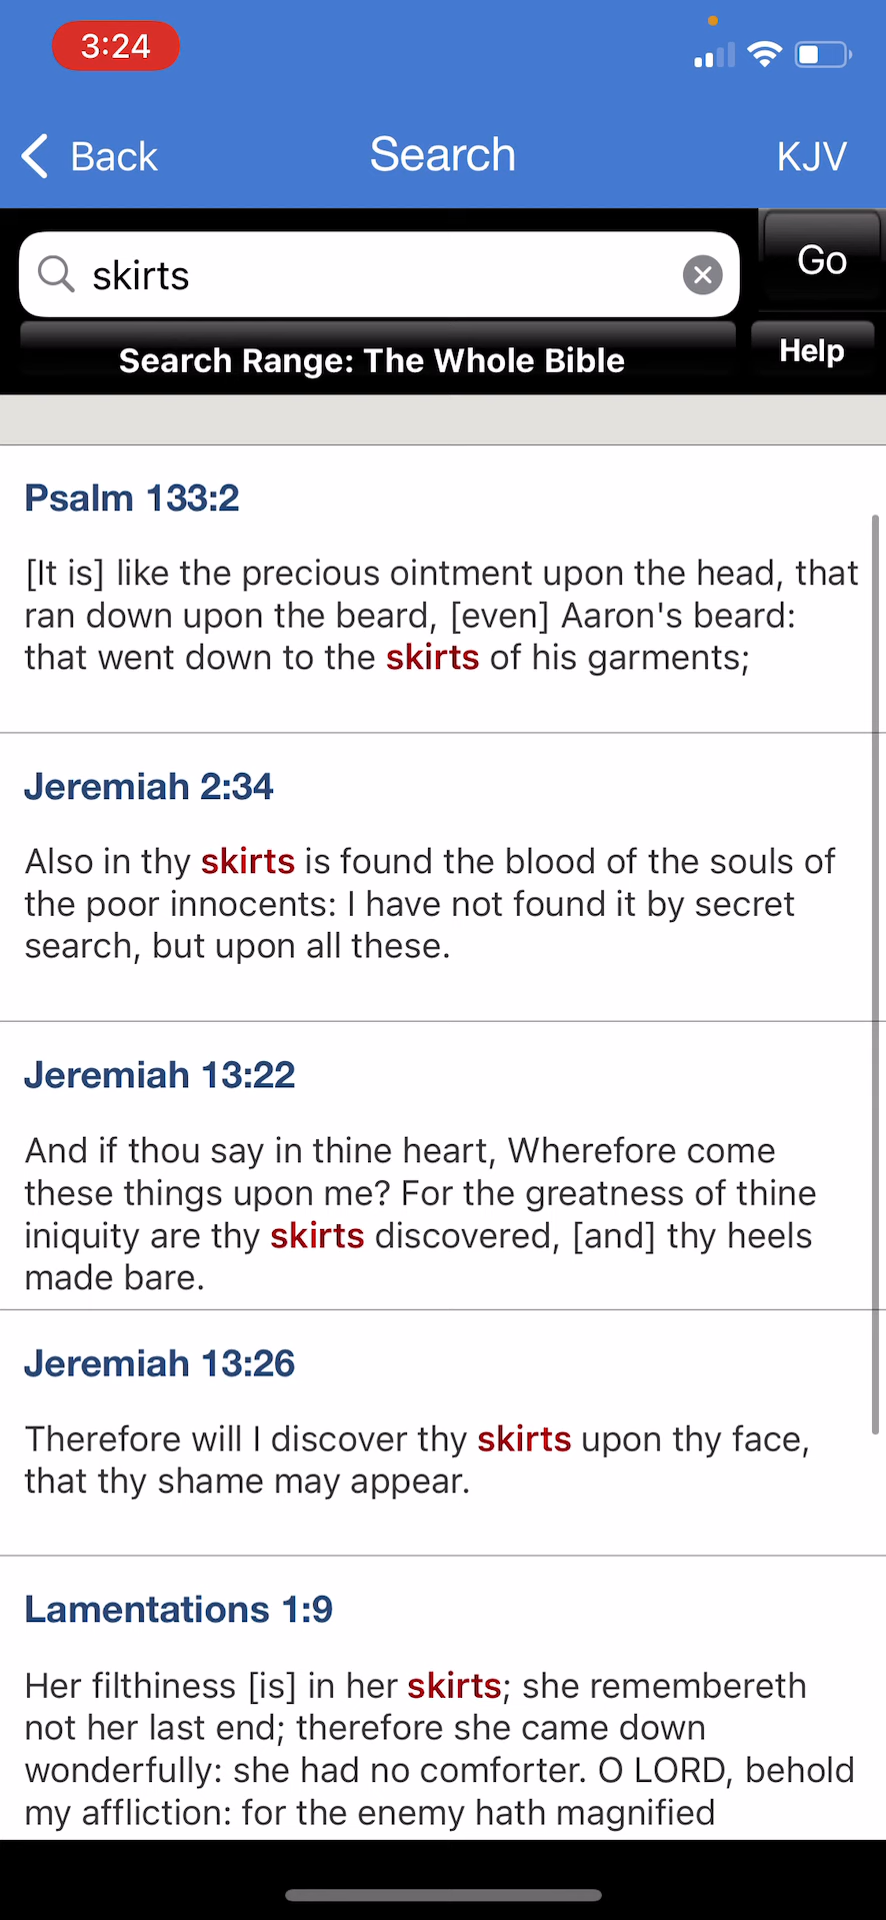 3:24
Back
Search
KJV
skirts
Go
Search Range: The Whole Bible
Help
Psalm 133:2
[It is] like the precious ointment upon the head, that
ran down upon the beard, [even] Aaron's beard:
that went down to the skirts of his garments;
Jeremiah 2:34
Also in thy skirts is found the blood of the souls of
the poor innocents: I have not found it by secret
search, but upon all these.
Jeremiah 13:22
And if thou say in thine heart, Wherefore come
these things upon me? For the greatness of thine
iniquity are thy skirts discovered, [and] thy heels
made bare.
Jeremiah 13:26
Therefore will I discover thy skirts upon thy face,
that thy shame may appear.
Lamentations 1:9
Her filthiness [is] in her skirts; she remembereth
not her last end; therefore she came down
wonderfully: she had no comforter. O LORD, behold
my affliction: for the enemy hath magnified